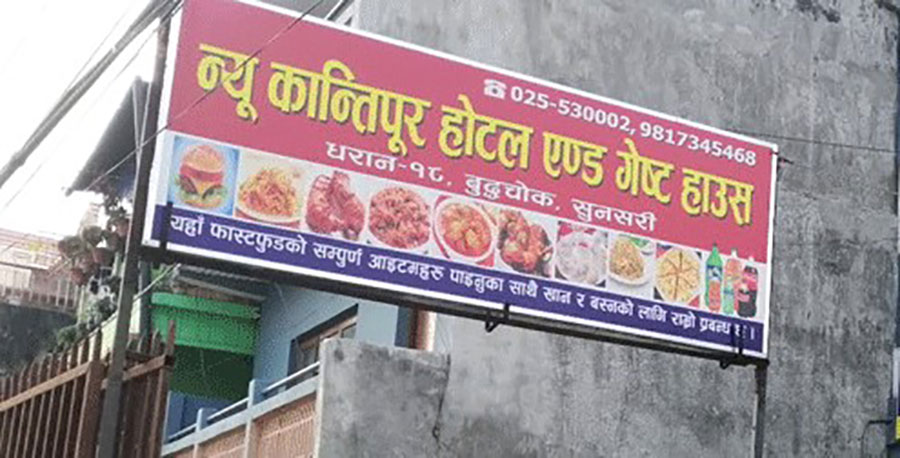 ☎ 025-530002, 9817345468
न्यू कान्तिपूर होटल एण्ड गेष्ट हाउस
धरान-१८, बुद्धचोक, सुनसरी
यहाँ फास्टफुडको सम्पुर्ण आइटमहरु पाइनुका साथै खान र बस्नको लागि राम्रो प्रबन्ध छ ।